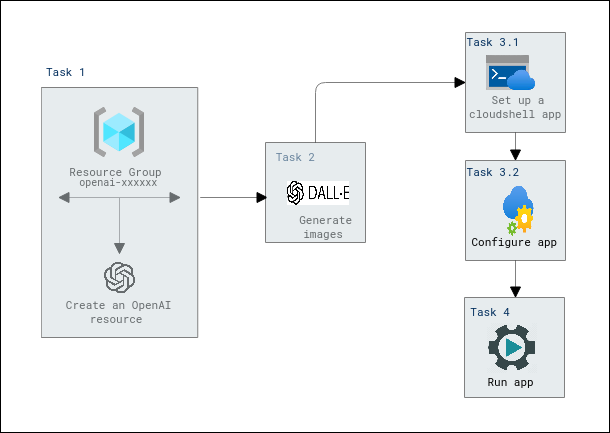 Task 1
Resource Group
openai-xxxxxx
Create an OpenAI
resource
Task 2
DALL·E
Generate
images
Task 3.1
Set up a
cloudshell app
Task 3.2
Configure app
Task 4
Run app